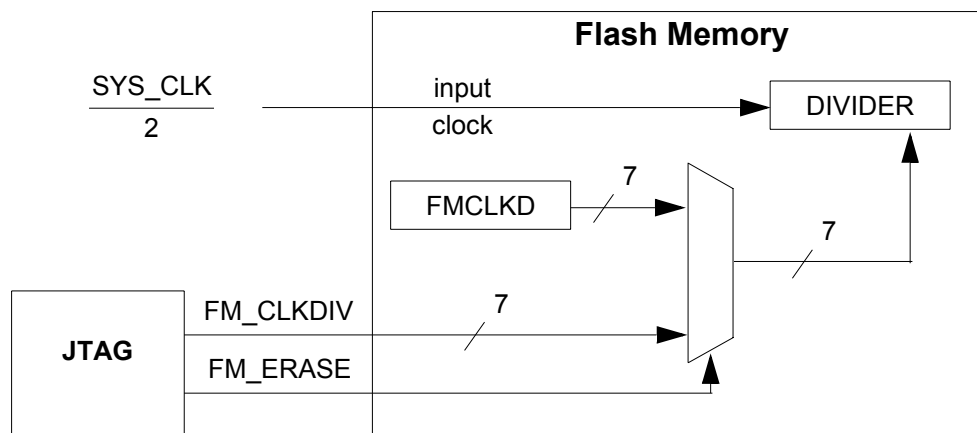 Flash Memory
SYS_CLK
2
input
clock
DIVIDER
FMCLKD
7
7
JTAG
FM_CLKDIV
7
FM_ERASE